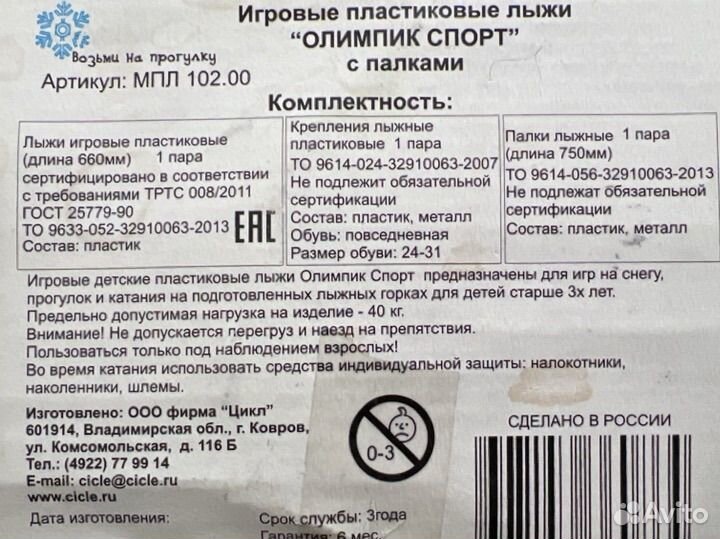 Игровые пластиковые лыжи
“ОЛИМПИК СПОРТ”
с палками
Возьми на прогулку
Артикул: МПЛ 102.00
Комплектность:
Лыжи игровые пластиковые
(длина 660мм) 1 пара
сертифицировано в соответствии
с требованиями ТРТС 008/2011
ГОСТ 25779-90
ТО 9633-052-32910063-2013
Состав: пластик
EAC
Крепления лыжные
пластиковые 1 пара
ТО 9614-024-32910063-2007
Не подлежит обязательной
сертификации
Состав: пластик, металл
Обувь: повседневная
Размер обуви: 24-31
Палки лыжные 1 пара
(длина 750мм)
ТО 9614-056-32910063-2013
Не подлежат обязательной
сертификации
Состав: пластик, металл
Игровые детские пластиковые лыжи Олимпик Спорт предназначены для игр на снегу,
прогулок и катания на подготовленных лыжных горках для детей старше 3х лет.
Предельно допустимая нагрузка на изделие - 40 кг.
Внимание! Не допускается перегруз и наезд на препятствия.
Пользоваться только под наблюдением взрослых!
Во время катания использовать средства индивидуальной защиты: налокотники,
наколенники, шлемы.
Изготовлено: ООО фирма “Цикл”
601914, Владимирская обл., г. Ковров,
ул. Комсомольская, д. 116 Б
Тел.: (4922) 77 99 14
E-mail: cicle@cicle.ru
www.cicle.ru
Дата изготовления:
0-3
Срок службы: 3года
Гарантия: 6 мес.
СДЕЛАНО В РОССИИ
Avito